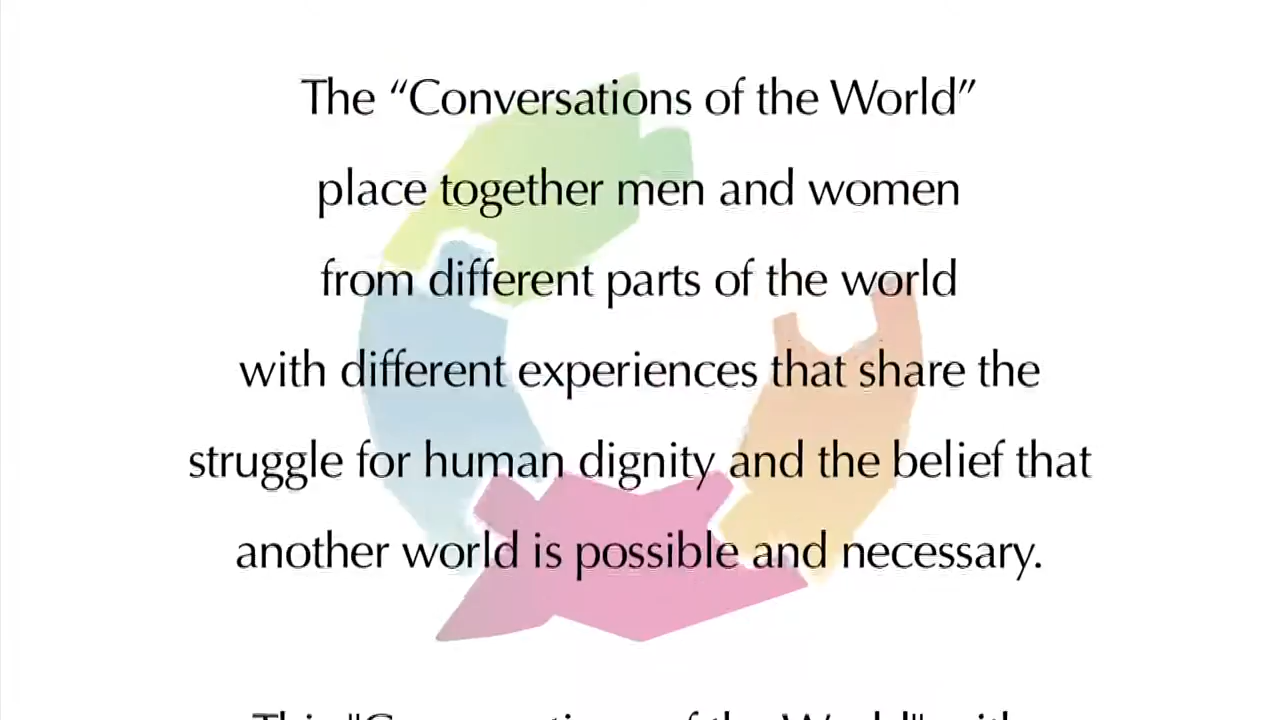 The “Conversations of the World”
place together men and women
from different parts of the world
with different experiences that share the
struggle for human dignity and the belief that
another world is possible and necessary.